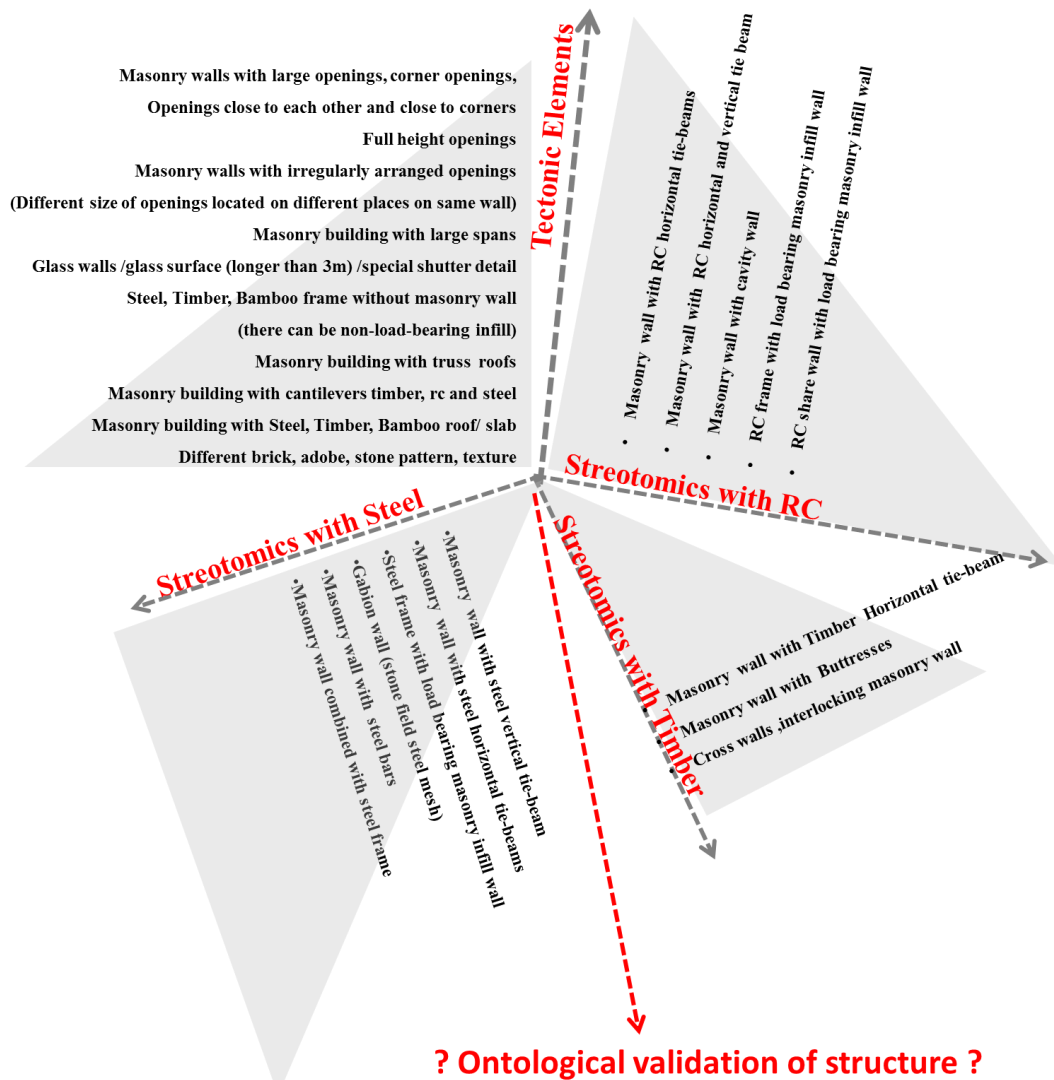 Masonry walls with large openings, corner openings,
Openings close to each other and close to corners
Full height openings
Masonry walls with irregularly arranged openings
(Different size of openings located on different places on same wall)
Masonry building with large spans
Glass walls /glass surface (longer than 3m) /special shutter detail
Steel, Timber, Bamboo frame without masonry wall
(there can be non-load-bearing infill)
Masonry building with truss roofs
Masonry building with cantilevers timber, rc and steel
Masonry building with Steel, Timber, Bamboo roof/ slab
Different brick, adobe, stone pattern, texture
Tectonic Elements
• Masonry wall with RC horizontal tie-beams
• Masonry wall with RC horizontal and vertical tie beam
• Masonry wall with cavity wall
• RC frame with load bearing masonry infill wall
• RC share wall with load bearing masonry infill wall
Streotomics with RC
Streotomics with Steel
•Masonry wall with steel vertical tie-beam
•Masonry wall with steel horizontal tie-beams
•Steel frame with load bearing masonry infill wall
•Gabion wall (stone field steel mesh)
•Masonry wall with steel bars
•Masonry wall combined with steel frame
Streotomics with Timber
• Masonry wall with Timber Horizontal tie-beam
• Masonry wall with Buttresses
• Cross walls ,interlocking masonry wall
? Ontological validation of structure ?